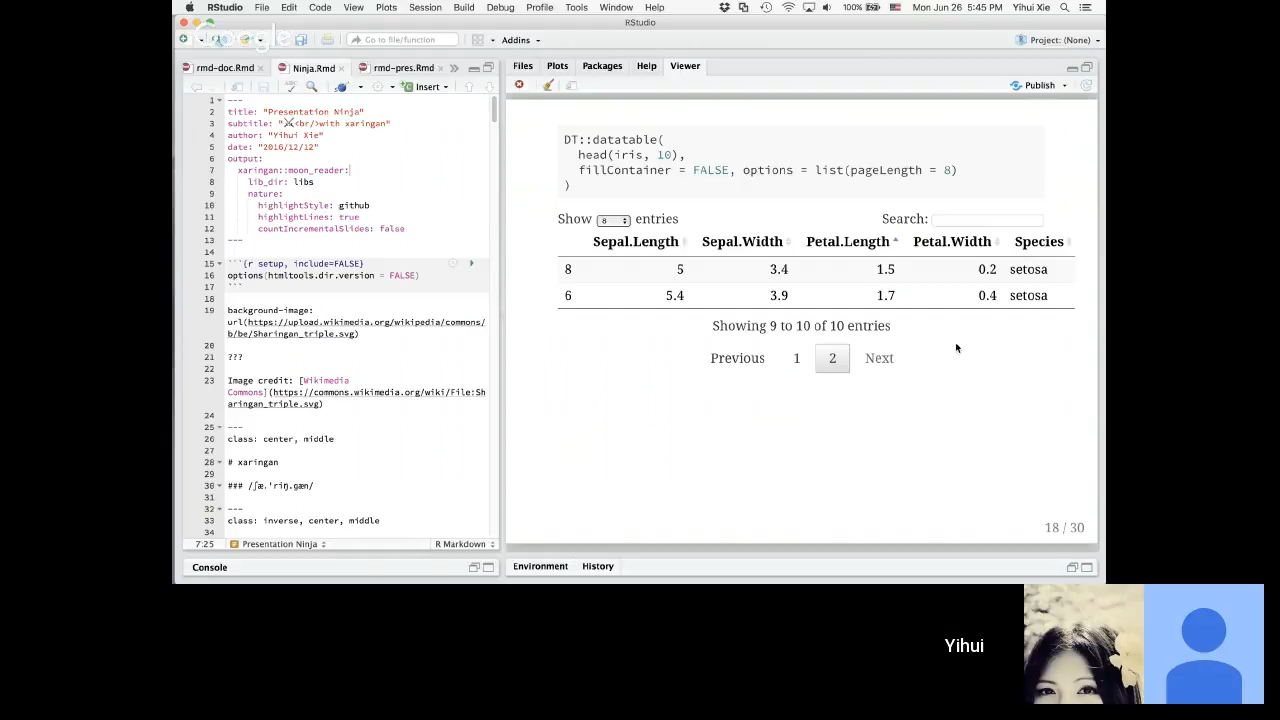 RStudio File Edit Code View Plots Session Build Debug Profile Tools Window Help 100% Mon Jun 26 5:45 PM Yihui Xie
RStudio
Go to file/function Addins Project: (None)
rmd-doc.Rmd Ninja.Rmd rmd-pres.Rmd
Insert
1 ---
2 title: "Presentation Ninja"
3 subtitle: "⚔<br/>with xaringan"
4 author: "Yihui Xie"
5 date: "2016/12/12"
6 output:
7 xaringan::moon_reader:
8 lib_dir: libs
9 nature:
10 highlightStyle: github
11 highlightLines: true
12 countIncrementalSlides: false
13 ---
14
15 ```{r setup, include=FALSE}
16 options(htmltools.dir.version = FALSE)
17 ```
18
19 background-image:
url(https://upload.wikimedia.org/wikipedia/commons/
b/be/Sharingan_triple.svg)
20
21 ???
22
23 Image credit: [Wikimedia
Commons](https://commons.wikimedia.org/wiki/File:Sh
aringan_triple.svg)
24
25 ---
26 class: center, middle
27
28 # xaringan
29
30 ### /ʃæ.'riŋ.ɡæn/
31
32 ---
33 class: inverse, center, middle
34
7:25 Presentation Ninja R Markdown
Console
Files Plots Packages Help Viewer
Publish
DT::datatable(
head(iris, 10),
fillContainer = FALSE, options = list(pageLength = 8)
)
Show 8 entries Search:
Sepal.Length Sepal.Width Petal.Length Petal.Width Species
8 5 3.4 1.5 0.2 setosa
6 5.4 3.9 1.7 0.4 setosa
Showing 9 to 10 of 10 entries
Previous 1 2 Next
18 / 30
Environment History
Yihui